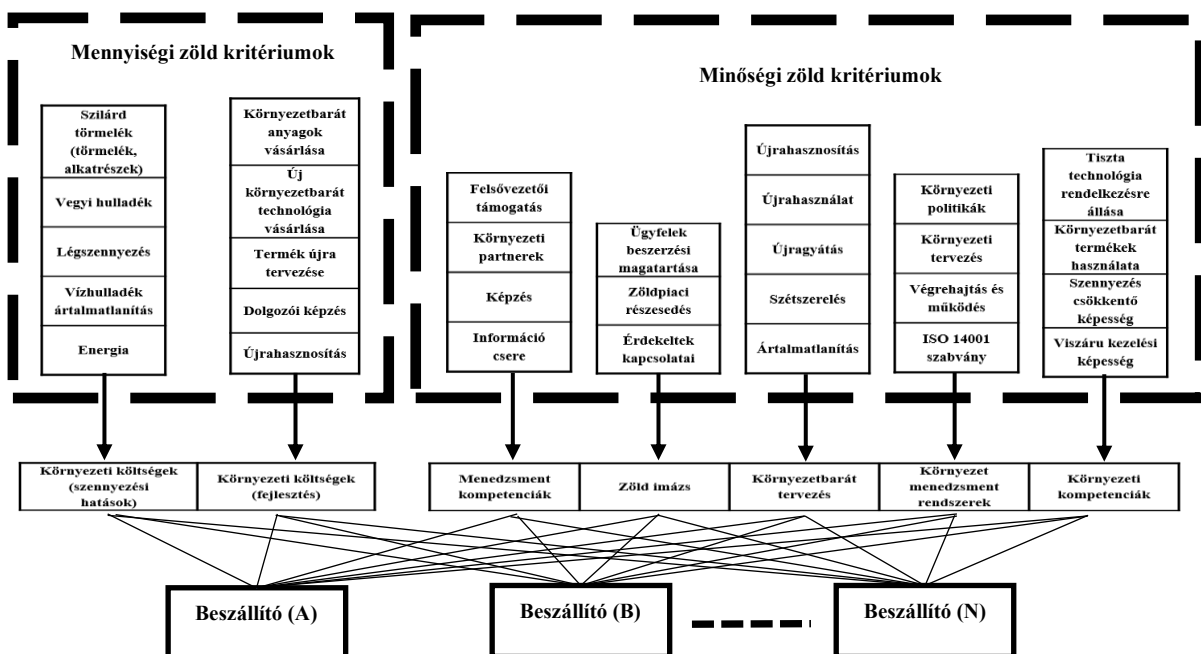 Mennyiségi zöld kritériumok
Szilárd
törmelék
(törmelék,
alkatrészek)
Vegyi hulladék
Légszennyezés
Vízhulladék
ártalmatlanítás
Energia
Környezetbarát
anyagok
vásárlása
Új
környezetbarát
technológia
vásárlása
Termék újra
tervezése
Dolgozói képzés
Újrahasznosítás
Minőségi zöld kritériumok
Felsővezetői
támogatás
Környezeti
partnerek
Képzés
Információ
csere
Ügyfelek
beszerzési
magatartása
Zöldpiaci
részesedés
Érdekeltek
kapcsolatai
Újrahasznosítás
Újrahasználat
Újragyátás
Szétszerelés
Ártalmatlanítás
Környezeti
politikák
Környezeti
tervezés
Végrehajtás és
működés
ISO 14001
szabvány
Tiszta
technológia
rendelkezésre
állása
Környezetbarát
termékek
használata
Szennyezés
csökkentő
képesség
Viszáru kezelési
képesség
Környezeti költségek
(szennyezési
hatások)
Környezeti költségek
(fejlesztés)
Menedzsment
kompetenciák
Zöld imázs
Környezetbarát
tervezés
Környezet
menedzsment
rendszerek
Környezeti
kompetenciák
Beszállító (A)
Beszállító (B)
Beszállító (N)